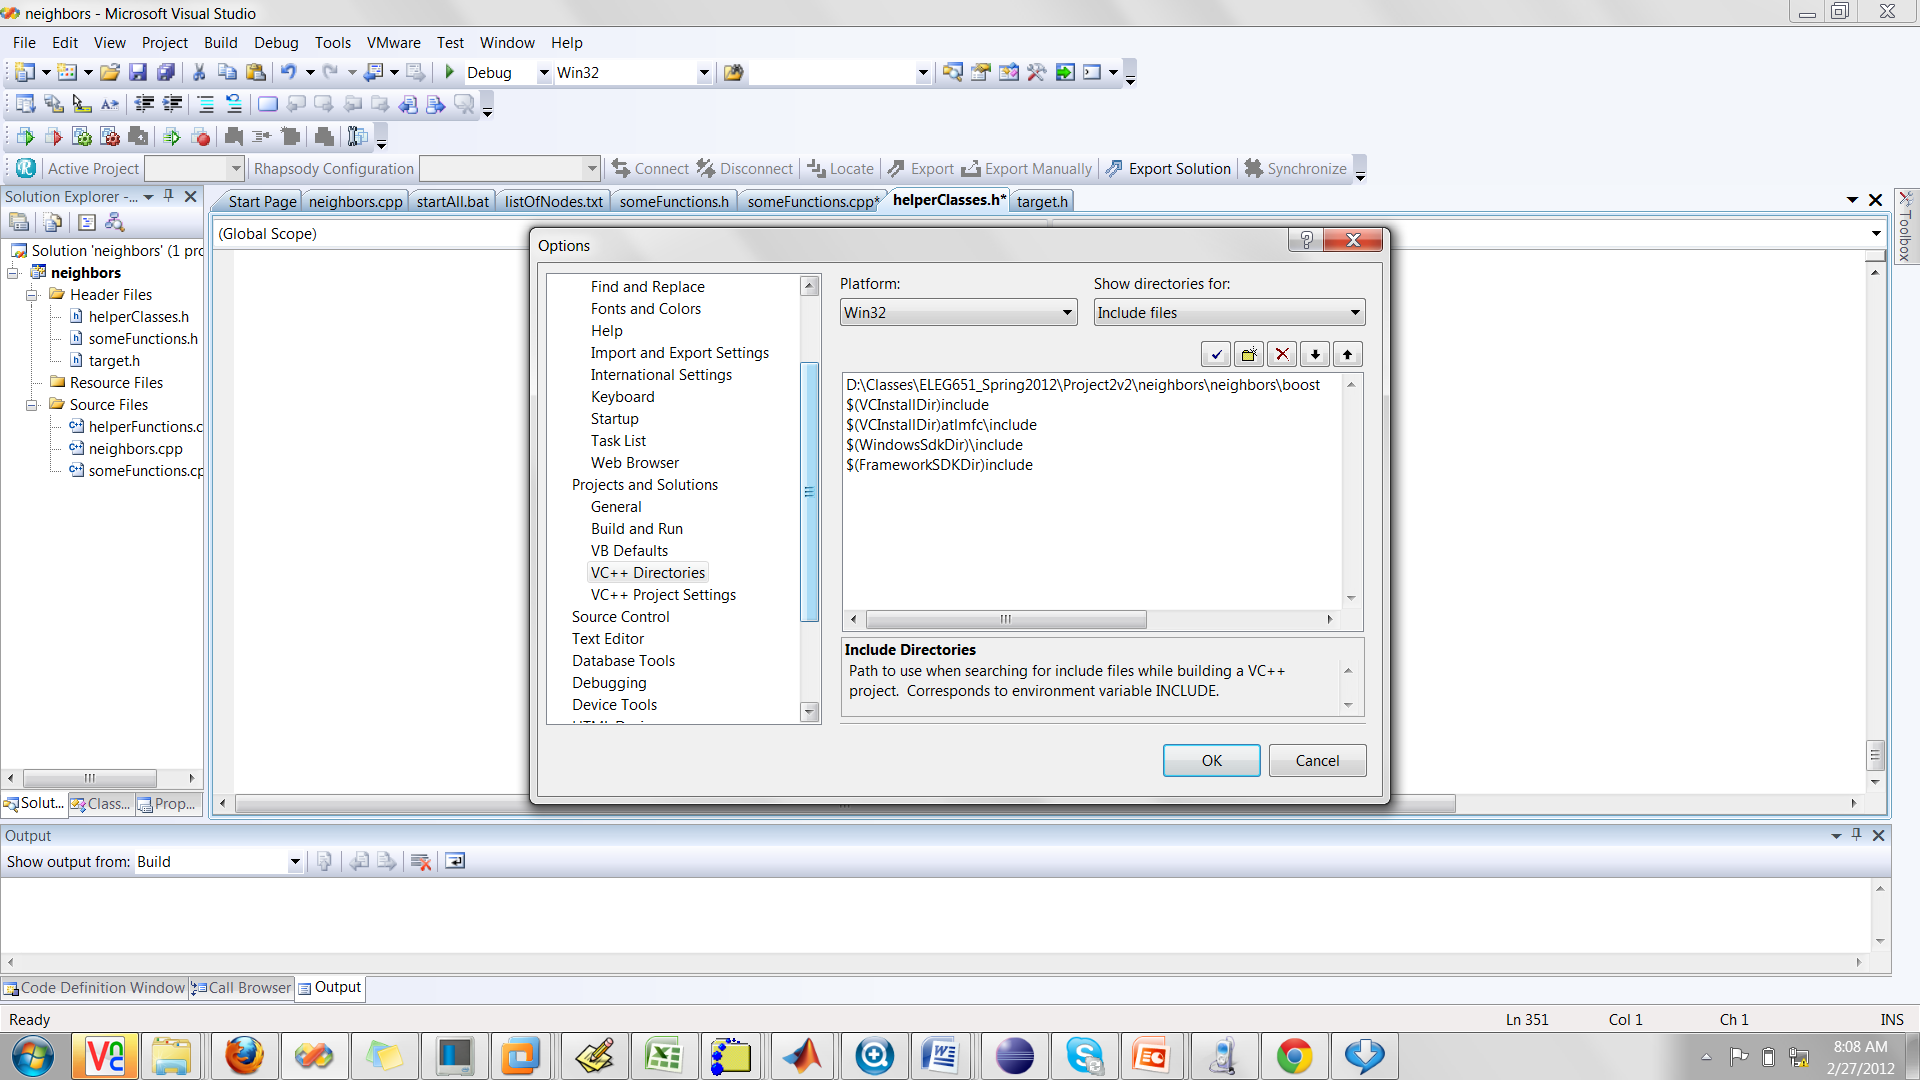 neighbors - Microsoft Visual Studio
File Edit View Project Build Debug Tools VMware Test Window Help
Debug Win32
Active Project Rhapsody Configuration Connect Disconnect Locate Export Export Manually Export Solution Synchronize
Solution Explorer -...
Start Page neighbors.cpp startAll.bat listOfNodes.txt someFunctions.h someFunctions.cpp* helperClasses.h* target.h
Toolbox
(Global Scope)
Solution 'neighbors' (1 pro
neighbors
Header Files
helperClasses.h
someFunctions.h
target.h
Resource Files
Source Files
helperFunctions.c
neighbors.cpp
someFunctions.cp
Solut... Class... Prop...
Options
Find and Replace
Fonts and Colors
Help
Import and Export Settings
International Settings
Keyboard
Startup
Task List
Web Browser
Projects and Solutions
General
Build and Run
VB Defaults
VC++ Directories
VC++ Project Settings
Source Control
Text Editor
Database Tools
Debugging
Device Tools
Platform: Show directories for:
Win32 Include files
D:\Classes\ELEG651_Spring2012\Project2v2\neighbors\neighbors\boost
$(VCInstallDir)include
$(VCInstallDir)atlmfc\include
$(WindowsSdkDir)\include
$(FrameworkSDKDir)include
Include Directories
Path to use when searching for include files while building a VC++
project. Corresponds to environment variable INCLUDE.
OK Cancel
Output
Show output from: Build
Code Definition Window Call Browser Output
Ready Ln 351 Col 1 Ch 1 INS
8:08 AM
2/27/2012